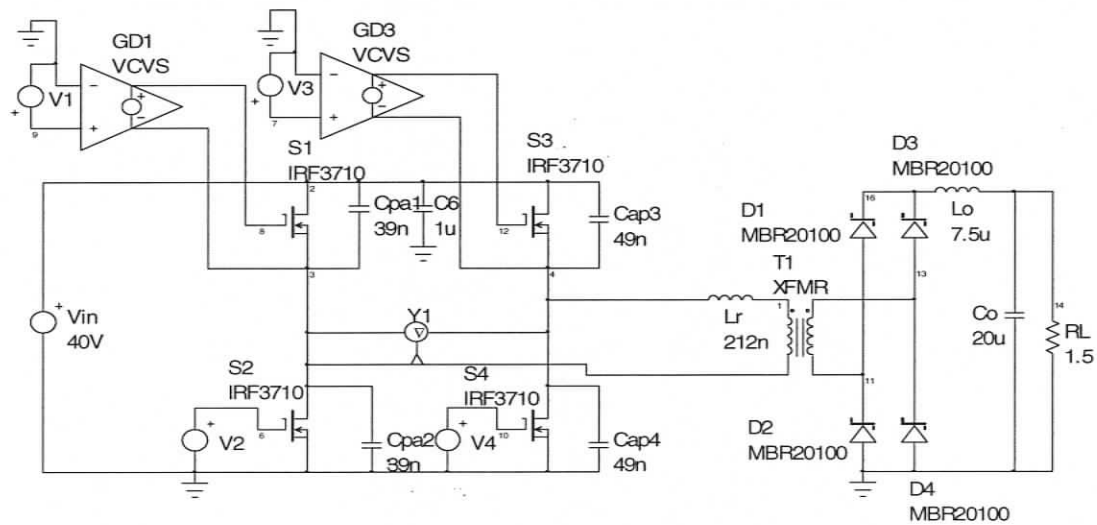 GD1
VCVS
GD3
VCVS
V1
9
V3
7
S1
IRF3710
S3
IRF3710
2
Cpa1
39n
C6
1u
Cap3
49n
8
12
3
4
D3
MBR20100
16
Lo
7.5u
D1
MBR20100
T1
XFMR
13
14
Vin
40V
Y1
Lr
212n
1
Co
20u
RL
1.5
S2
IRF3710
S4
IRF3710
11
V2
6
Cpa2
39n
V4
10
Cap4
49n
D2
MBR20100
D4
MBR20100